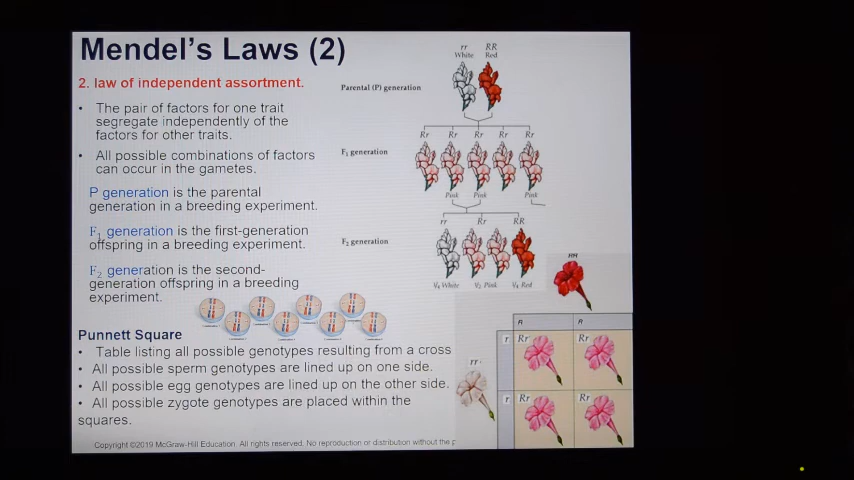 Mendel's Laws (2)
2. law of independent assortment.
• The pair of factors for one trait
segregate independently of the
factors for other traits.
• All possible combinations of factors
can occur in the gametes.
P generation is the parental
generation in a breeding experiment.
F1 generation is the first-generation
offspring in a breeding experiment.
F2 generation is the second-
generation offspring in a breeding
experiment.
Punnett Square
• Table listing all possible genotypes resulting from a cross
• All possible sperm genotypes are lined up on one side.
• All possible egg genotypes are lined up on the other side.
• All possible zygote genotypes are placed within the
squares.
Copyright ©2019 McGraw-Hill Education. All rights reserved. No reproduction or distribution without the p
rr RR
White Red
Parental (P) generation
Rr Rr Rr Rr Rr
F1 generation
Pink Pink Pink
rr Rr RR
F2 generation
1/4 White 1/2 Pink 1/4 Red
RR
R R
r Rr Rr
rr
r Rr Rr